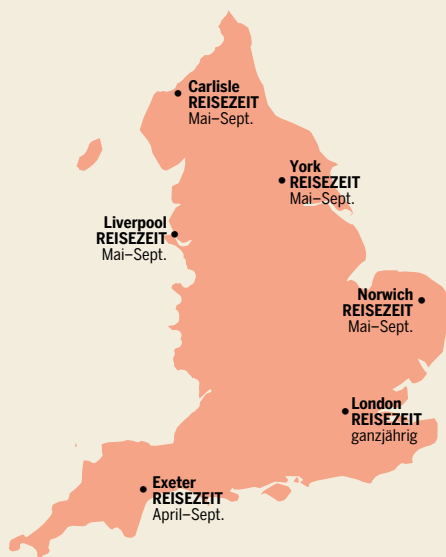 Carlisle
REISEZEIT
Mai–Sept.
York
REISEZEIT
Mai–Sept.
Liverpool
REISEZEIT
Mai–Sept.
Norwich
REISEZEIT
Mai–Sept.
London
REISEZEIT
ganzjährig
Exeter
REISEZEIT
April–Sept.